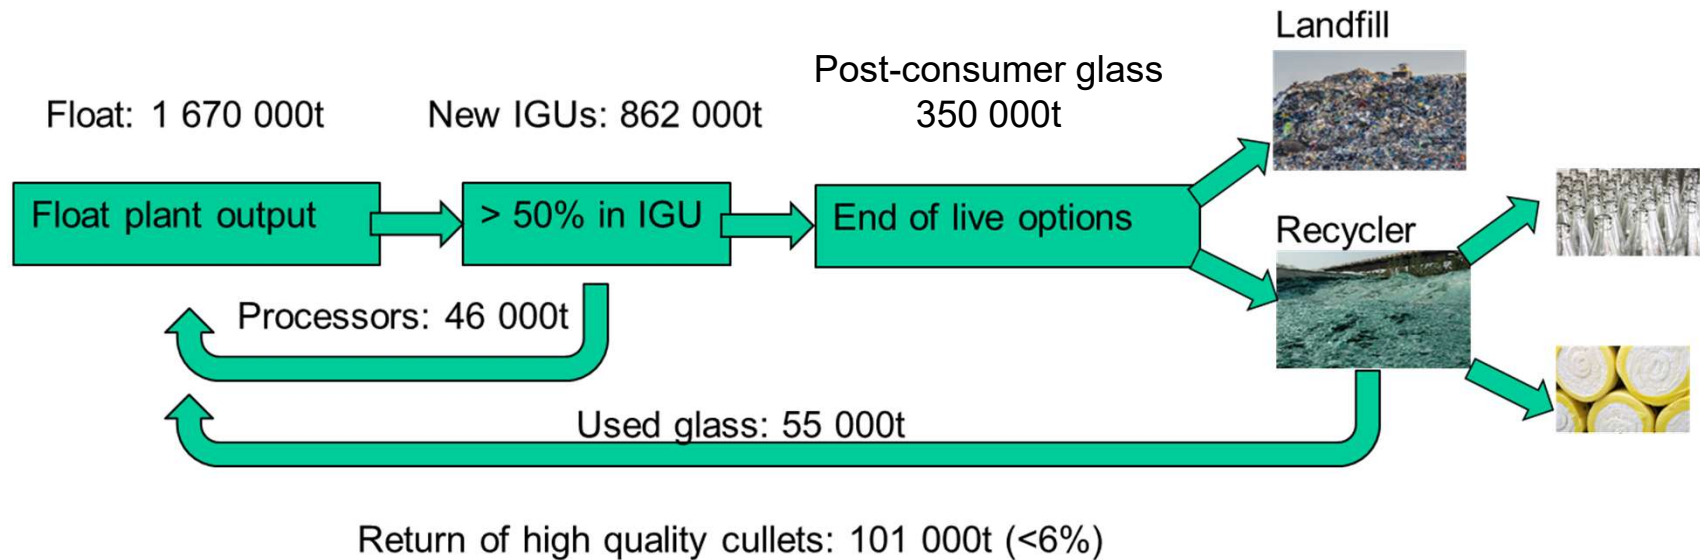 Landfill
Post-consumer glass
350 000t
Float: 1 670 000t
New IGUs: 862 000t
Float plant output
> 50% in IGU
End of live options
Recycler
Processors: 46 000t
Used glass: 55 000t
Return of high quality cullets: 101 000t (<6%)